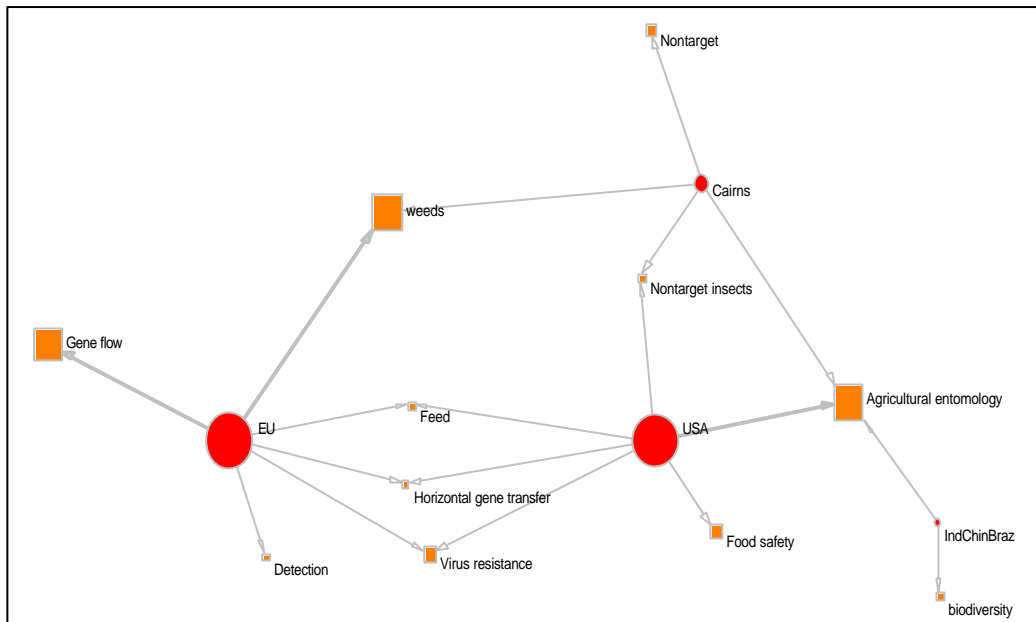 Nontarget
Cairns
weeds
Nontarget insects
Gene flow
Agricultural entomology
Feed
EU
USA
Horizontal gene transfer
IndChinBraz
Food safety
Virus resistance
Detection
biodiversity